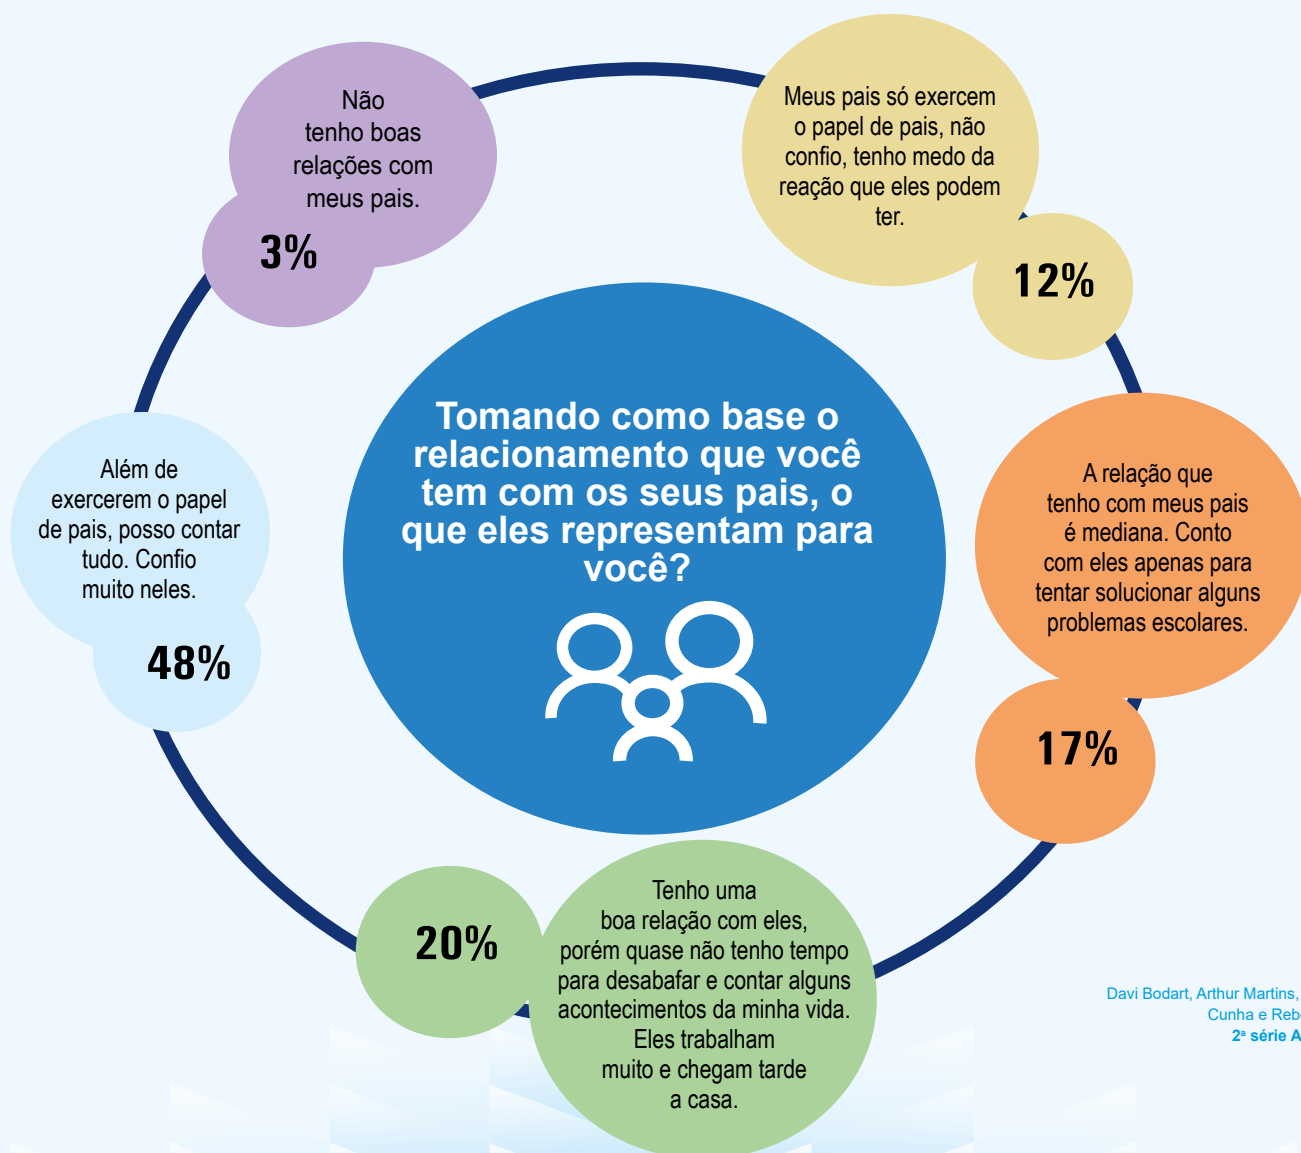 Não
tenho boas
relações com
meus pais.
3%
Meus pais só exercem
o papel de pais, não
confio, tenho medo da
reação que eles podem
ter.
12%
Tomando como base o
relacionamento que você
tem com os seus pais, o
que eles representam para
você?
A relação que
tenho com meus pais
é mediana. Conto
com eles apenas para
tentar solucionar alguns
problemas escolares.
17%
Além de
exercerem o papel
de pais, posso contar
tudo. Confio
muito neles.
48%
20%
Tenho uma
boa relação com eles,
porém quase não tenho tempo
para desabafar e contar alguns
acontecimentos da minha vida.
Eles trabalham
muito e chegam tarde
a casa.
Davi Bodart, Arthur Martins,
Cunha e
2ª série